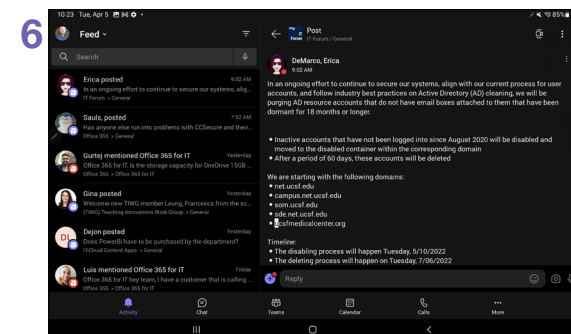 6
10:23 Tue, Apr 5
85%
Feed
Search
Erica posted 9:02 AM
In an ongoing effort to continue to secure our systems, alig...
IT Forum > General
Sauls, posted 7:52 AM
Has anyone else run into problems with CCSecure and their...
IT Forum > General
Gurtej mentioned Office 365 for IT Yesterday
Office 365 for IT, Is the storage capacity for OneDrive 15GB ...
Office 365 > Office 365 for IT
Gina posted Yesterday
Welcome new TIWG member Leung, Francesca from the sc...
(TIWG) Teaching Innovations Work Group > General
DL
Dejon posted Yesterday
Does PowerBi have to be purchased by the department?
ITCloud Content Apps > General
Luis mentioned Office 365 for IT Friday
Office 365 for IT hey team, I have a customer that is calling ...
Office 365 > Office 365 for IT
IT Forum
Post
IT Forum / General
DeMarco, Erica
9:02 AM
In an ongoing effort to continue to secure our systems, align with our current process for user
accounts, and follow industry best practices on Active Directory (AD) cleaning, we will be
purging AD resource accounts that do not have email boxes attached to them that have been
dormant for 18 months or longer.
• Inactive accounts that have not been logged into since August 2020 will be disabled and
moved to the disabled container within the corresponding domain
• After a period of 60 days, these accounts will be deleted
We are starting with the following domains:
• net.ucsf.edu
• campus.net.ucsf.edu
• som.ucsf.edu
• sde.net.ucsf.edu
• ucsfmedicalcenter.org
Timeline:
• The disabling process will happen Tuesday, 5/10/2022
• The deleting process will happen on Tuesday, 7/06/2022
Reply
Activity
Chat
Teams
Calendar
Calls
More